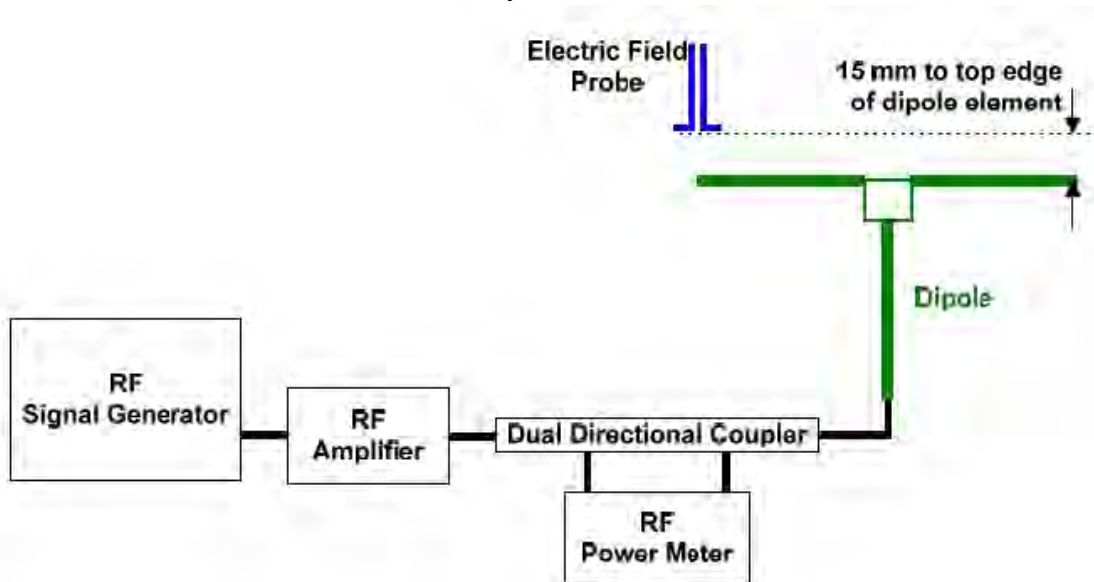 Electric Field
Probe
15 mm to top edge
of dipole element
Dipole
RF
Signal Generator
RF
Amplifier
Dual Directional Coupler
RF
Power Meter